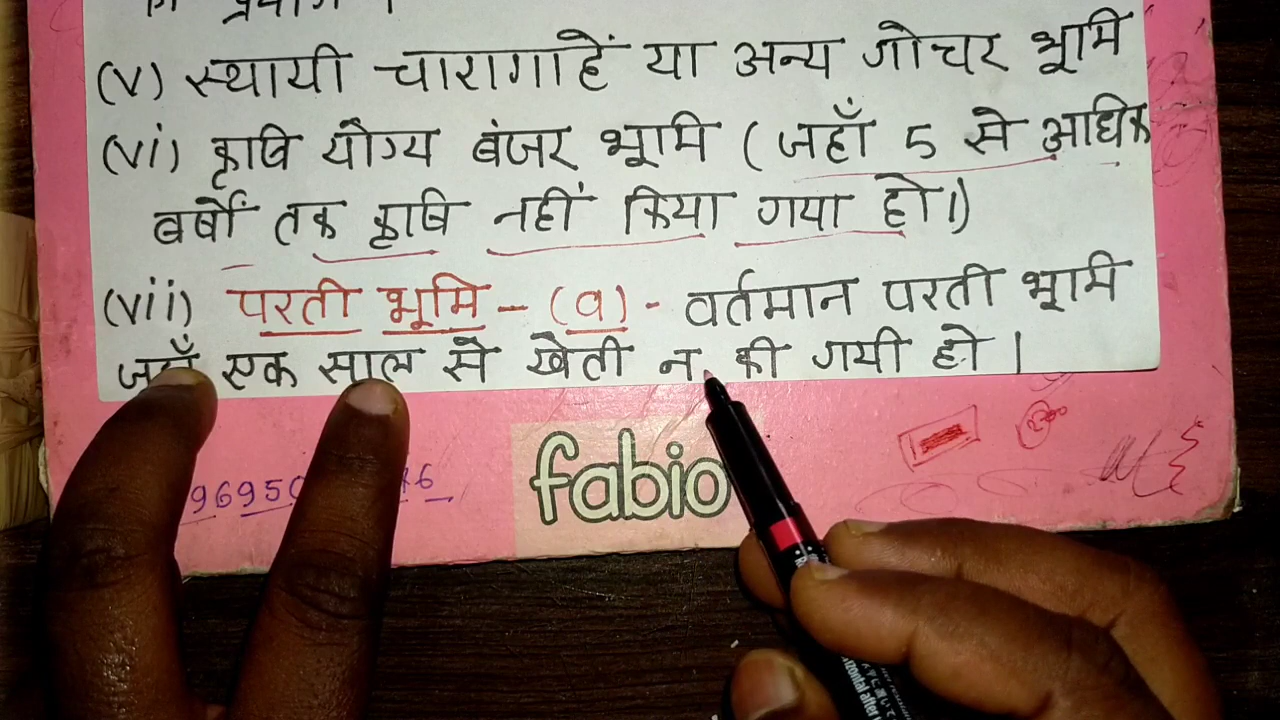 (v) स्थायी चारागाहें या अन्य गोचर भूमि
(vi) कृषि योग्य बंजर भूमि (जहाँ 5 से अधिक
वर्षों तक कृषि नहीं किया गया हो।)
(vii) परती भूमि - (a) - वर्तमान परती भूमि
जहाँ एक साल से खेती न की गयी हो।
fabio